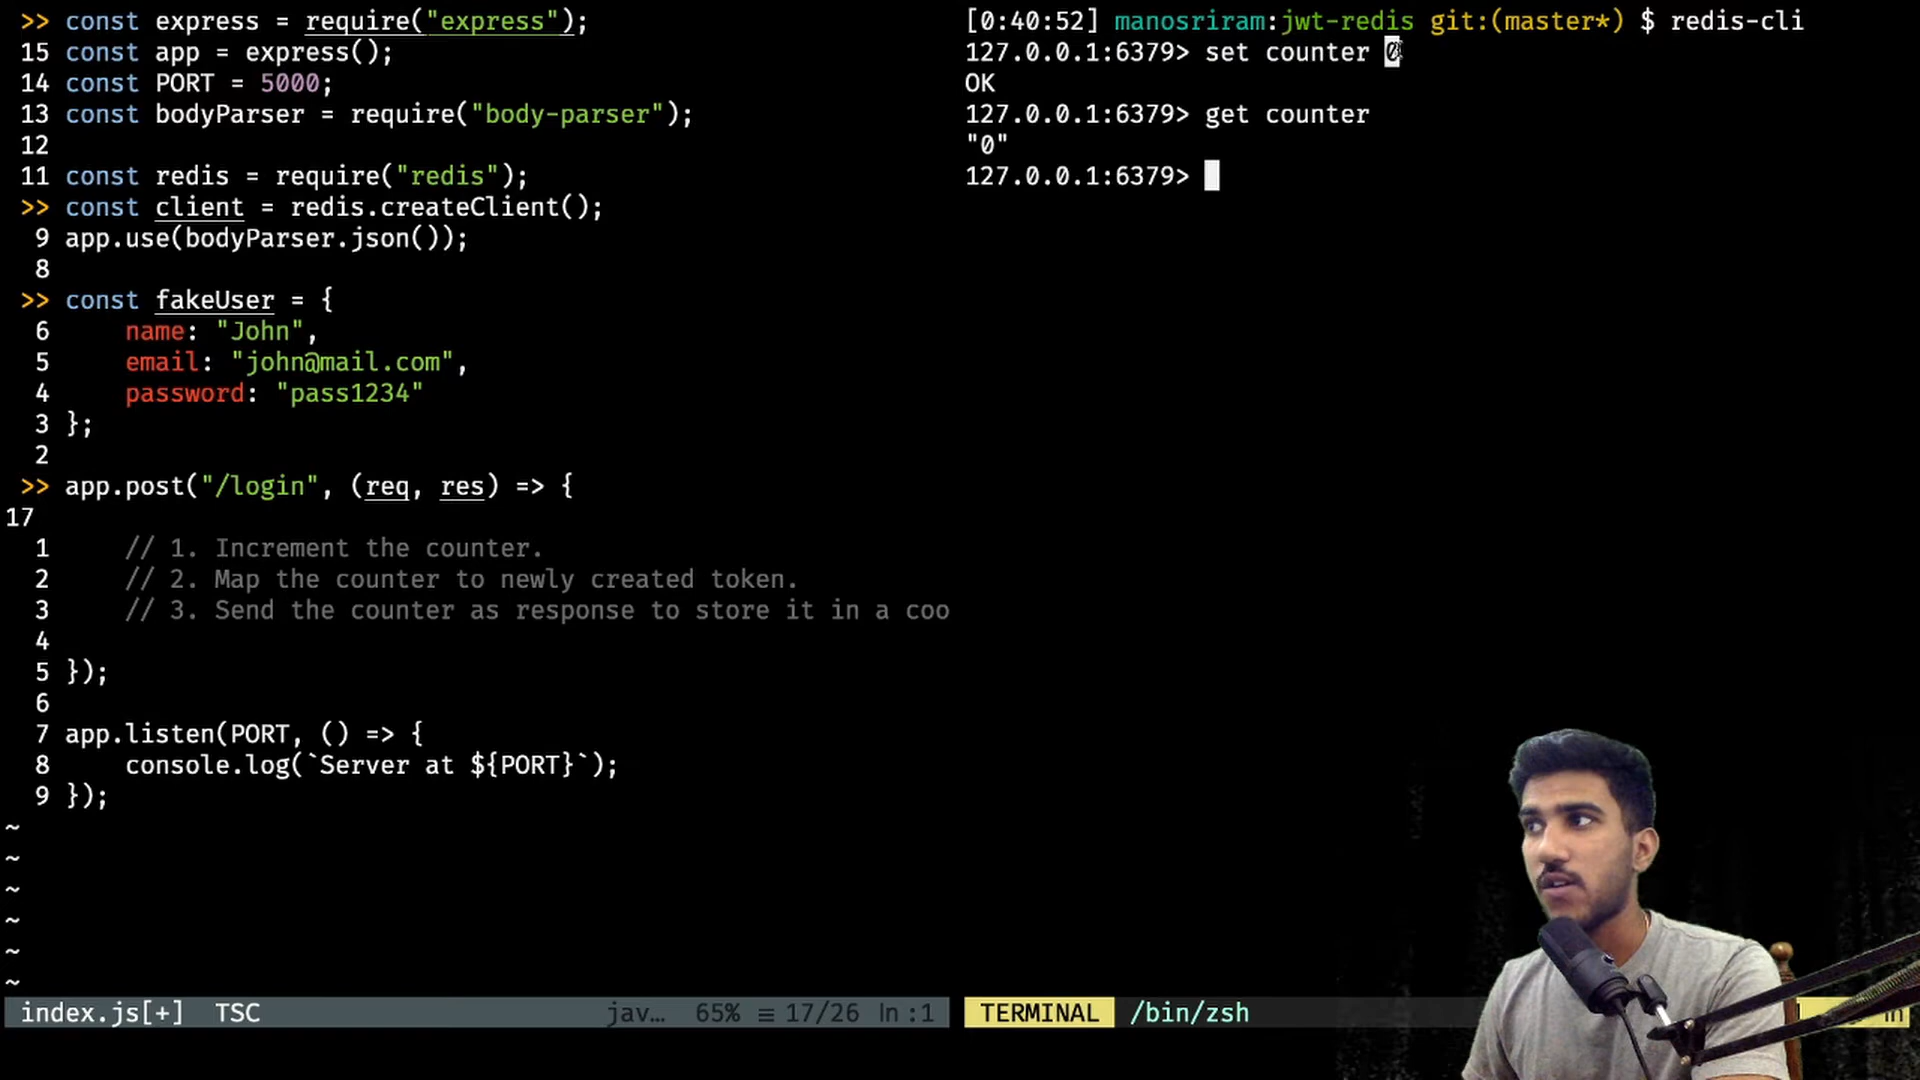 >> const express = require("express");
15 const app = express();
14 const PORT = 5000;
13 const bodyParser = require("body-parser");
12
11 const redis = require("redis");
>> const client = redis.createClient();
9 app.use(bodyParser.json());
8
>> const fakeUser = {
6 name: "John",
5 email: "john@mail.com",
4 password: "pass1234"
3 };
2
>> app.post("/login", (req, res) => {
17
1 // 1. Increment the counter.
2 // 2. Map the counter to newly created token.
3 // 3. Send the counter as response to store it in a coo
4
5 });
6
7 app.listen(PORT, () => {
8 console.log(`Server at ${PORT}`);
9 });
~
~
~
~
~
~
index.js[+] TSC jav… 65% ≡ 17/26 ln :1
[0:40:52] manosriram:jwt-redis git:(master*) $ redis-cli
127.0.0.1:6379> set counter 0
OK
127.0.0.1:6379> get counter
"0"
127.0.0.1:6379>
TERMINAL /bin/zsh